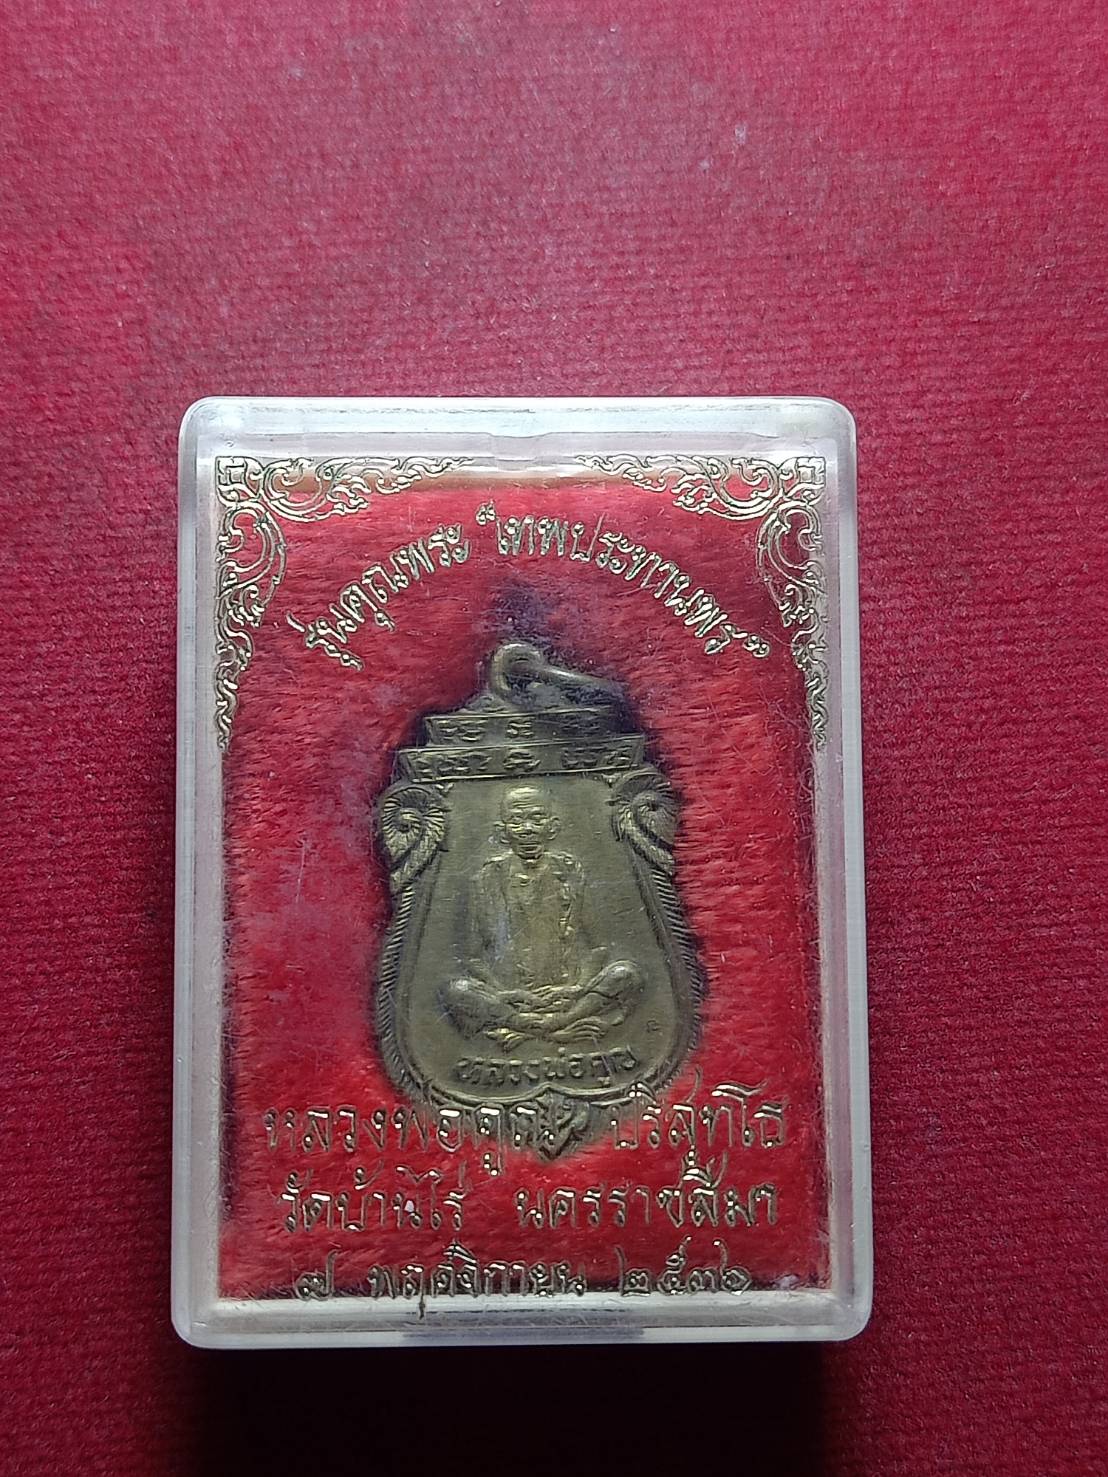 รุ่นคุณพระ "เทพประทานพร"
หลวงพ่อคูณ
หลวงพ่อคูณ ปริสุทโธ
วัดบ้านไร่ นครราชสีมา
๗ พฤศจิกายน ๒๕๓๖